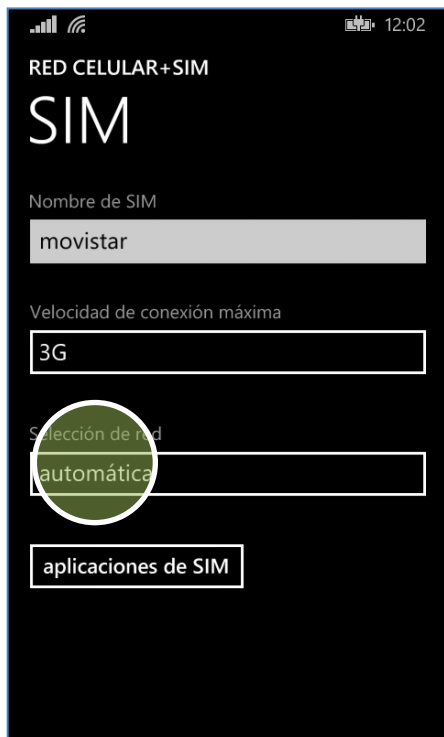 12:02
RED CELULAR+SIM
SIM
Nombre de SIM
movistar
Velocidad de conexión máxima
3G
Selección de red
automática
aplicaciones de SIM